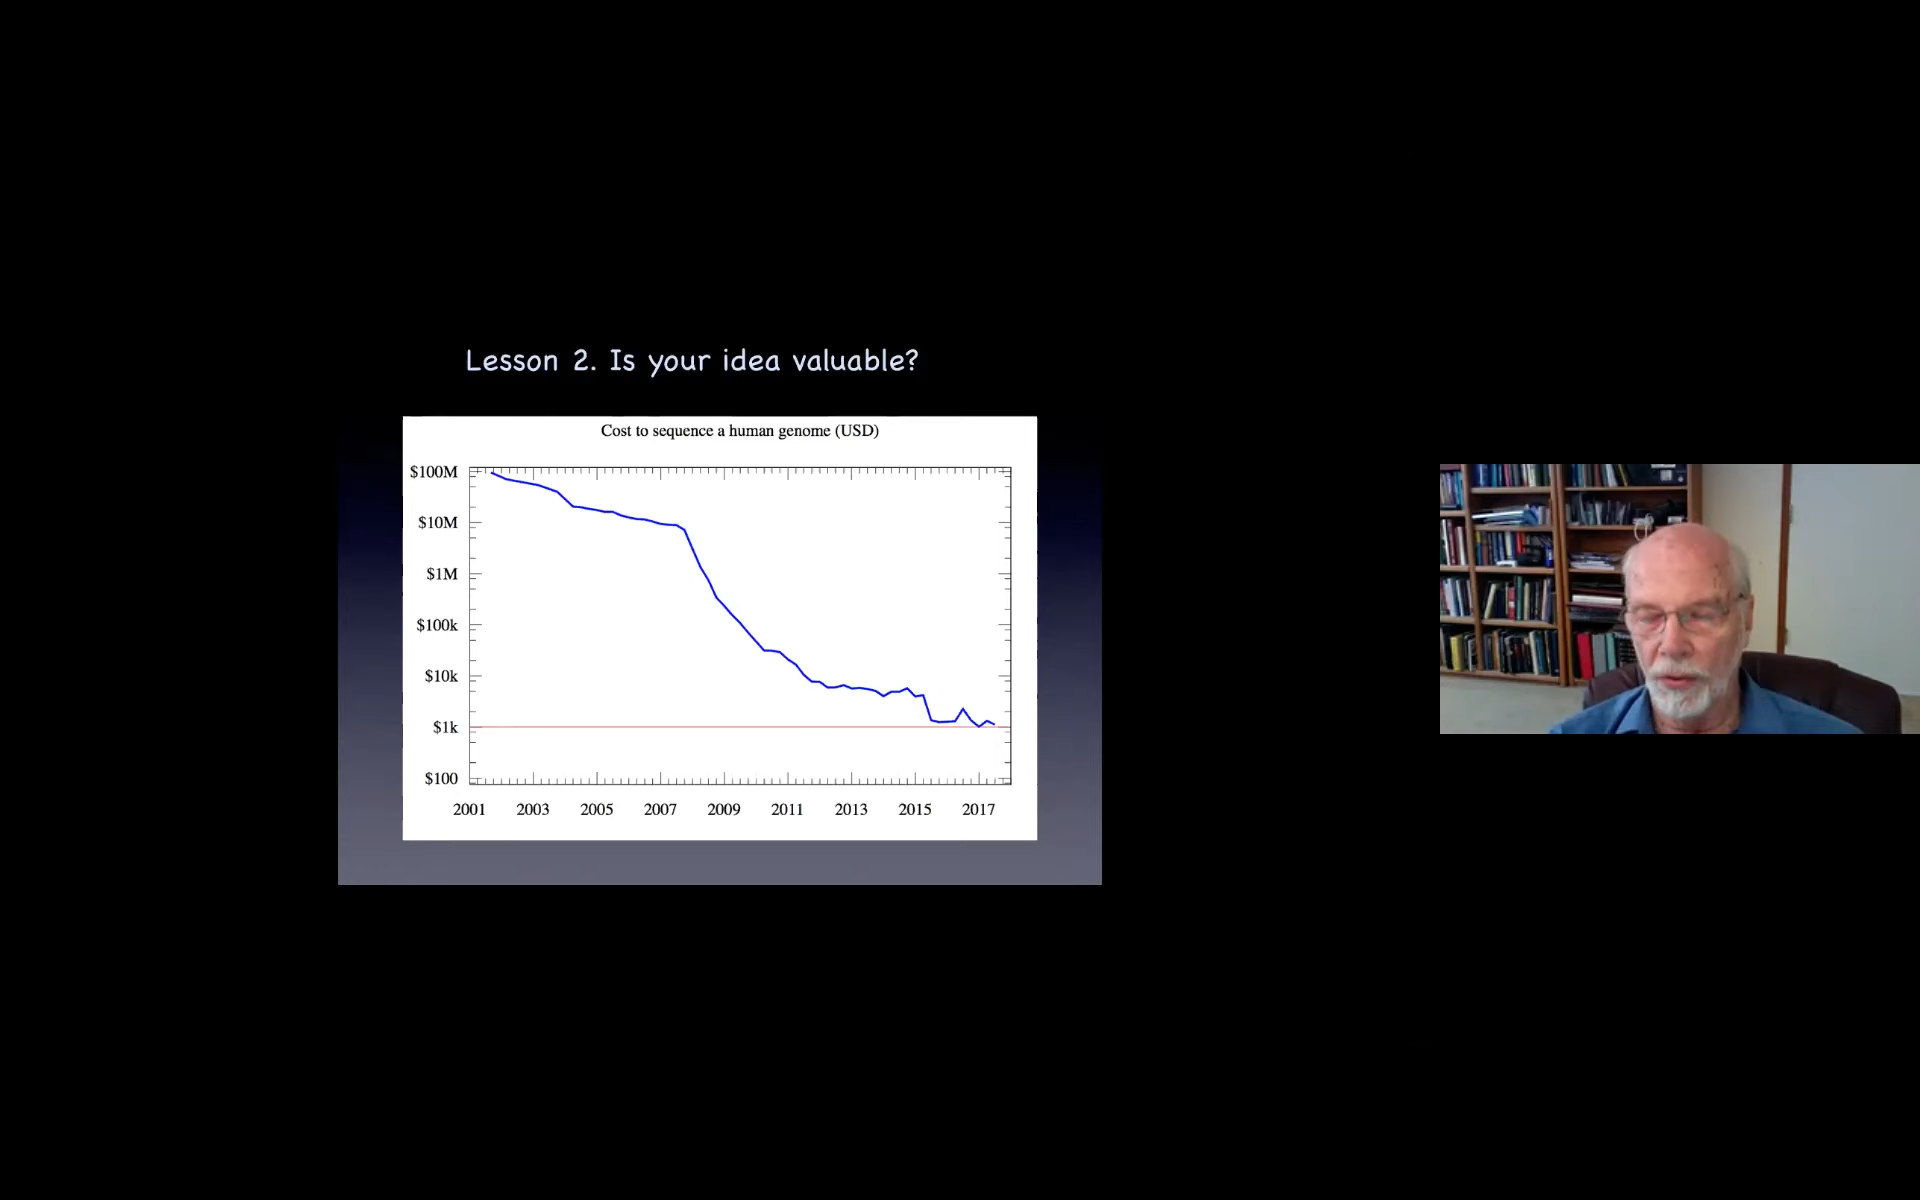 Lesson 2. Is your idea valuable?
Cost to sequence a human genome (USD)
$100M
$10M
$1M
$100k
$10k
$1k
$100
2001 2003 2005 2007 2009 2011 2013 2015 2017